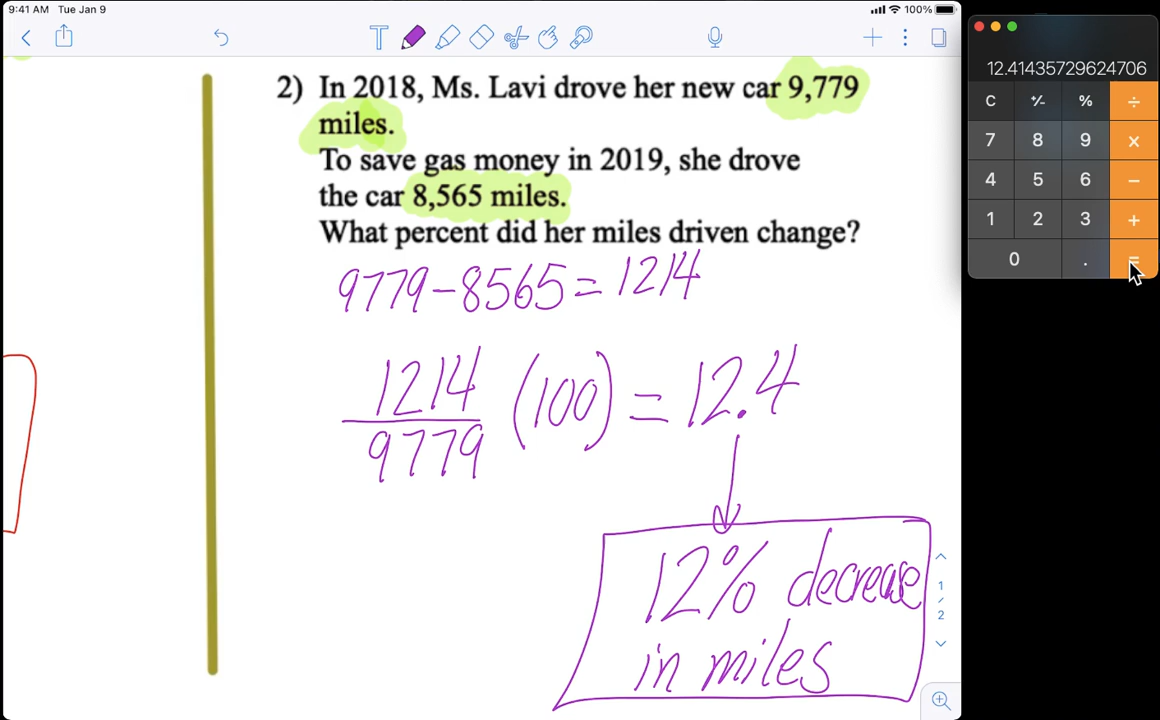 9:41 AM Tue Jan 9
100%
T
2) In 2018, Ms. Lavi drove her new car 9,779
miles.
To save gas money in 2019, she drove
the car 8,565 miles.
What percent did her miles driven change?
9779-8565=1214
1214
9779
(100) = 12.4
12% decrease
in miles
1
/
2
12.41435729624706
C +/- % ÷
7 8 9 ×
4 5 6 −
1 2 3 +
0 . =